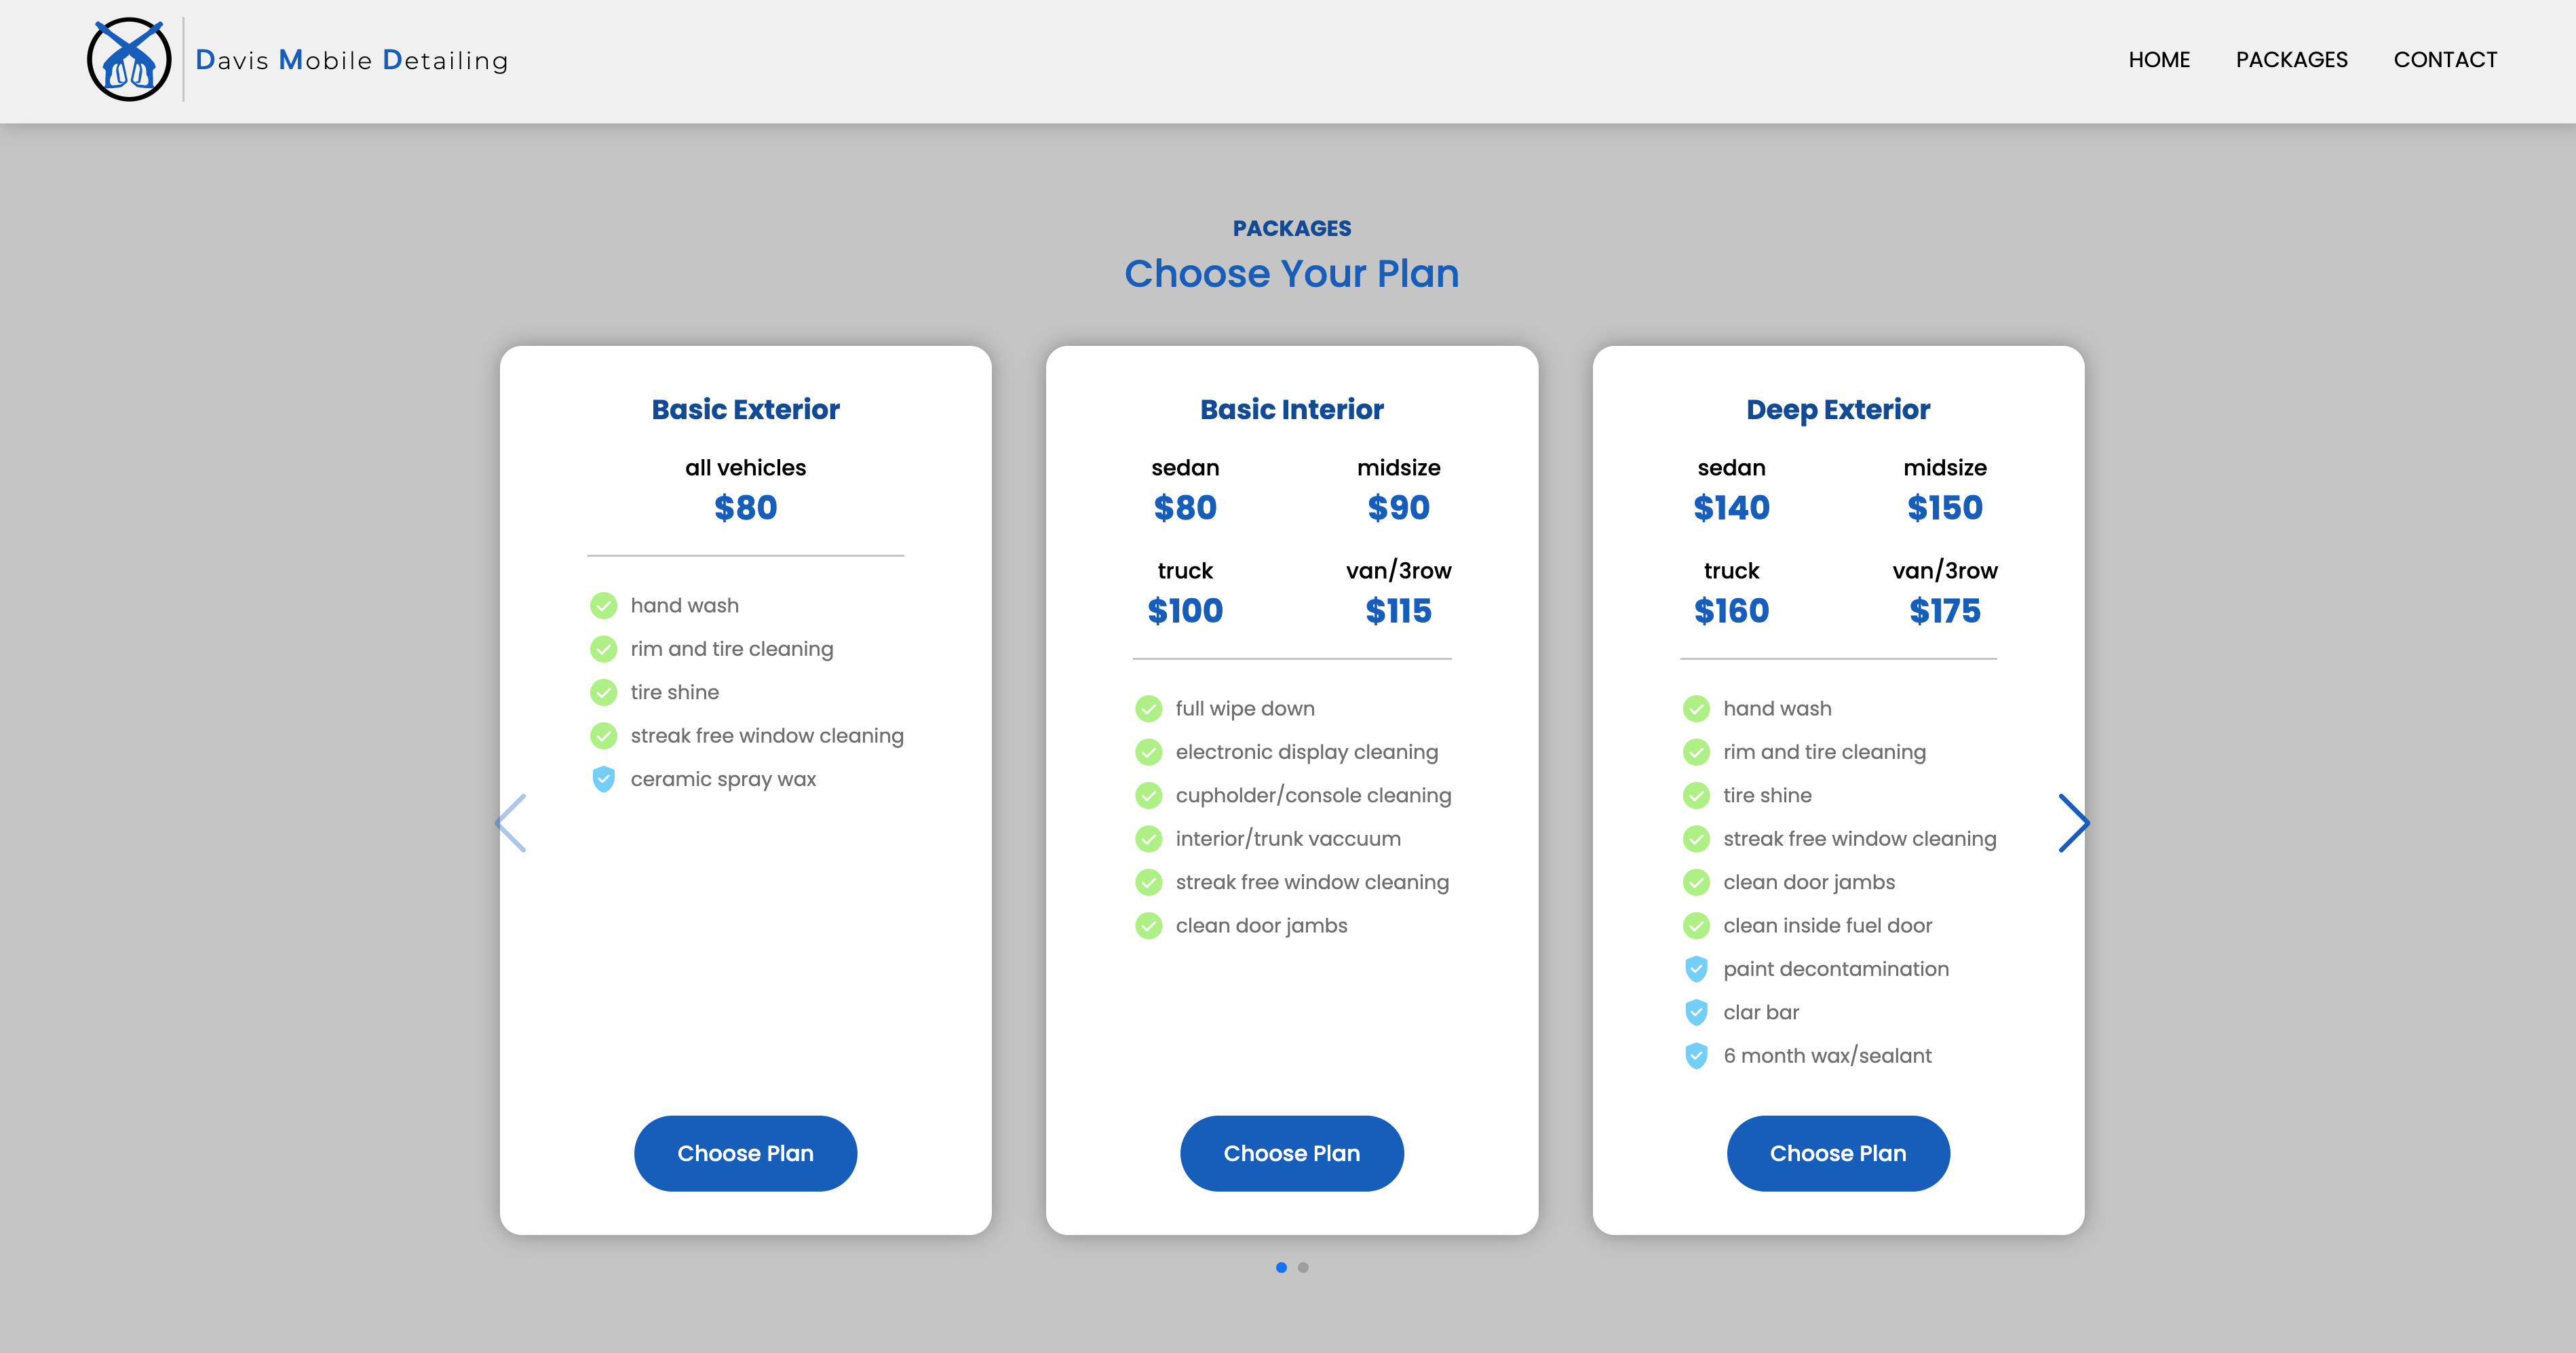 Davis Mobile Detailing
HOME PACKAGES CONTACT
PACKAGES
Choose Your Plan
Basic Exterior
all vehicles
$80
hand wash
rim and tire cleaning
tire shine
streak free window cleaning
ceramic spray wax
Choose Plan
Basic Interior
sedan midsize
$80 $90
truck van/3row
$100 $115
full wipe down
electronic display cleaning
cupholder/console cleaning
interior/trunk vaccuum
streak free window cleaning
clean door jambs
Choose Plan
Deep Exterior
sedan midsize
$140 $150
truck van/3row
$160 $175
hand wash
rim and tire cleaning
tire shine
streak free window cleaning
clean door jambs
clean inside fuel door
paint decontamination
clar bar
6 month wax/sealant
Choose Plan